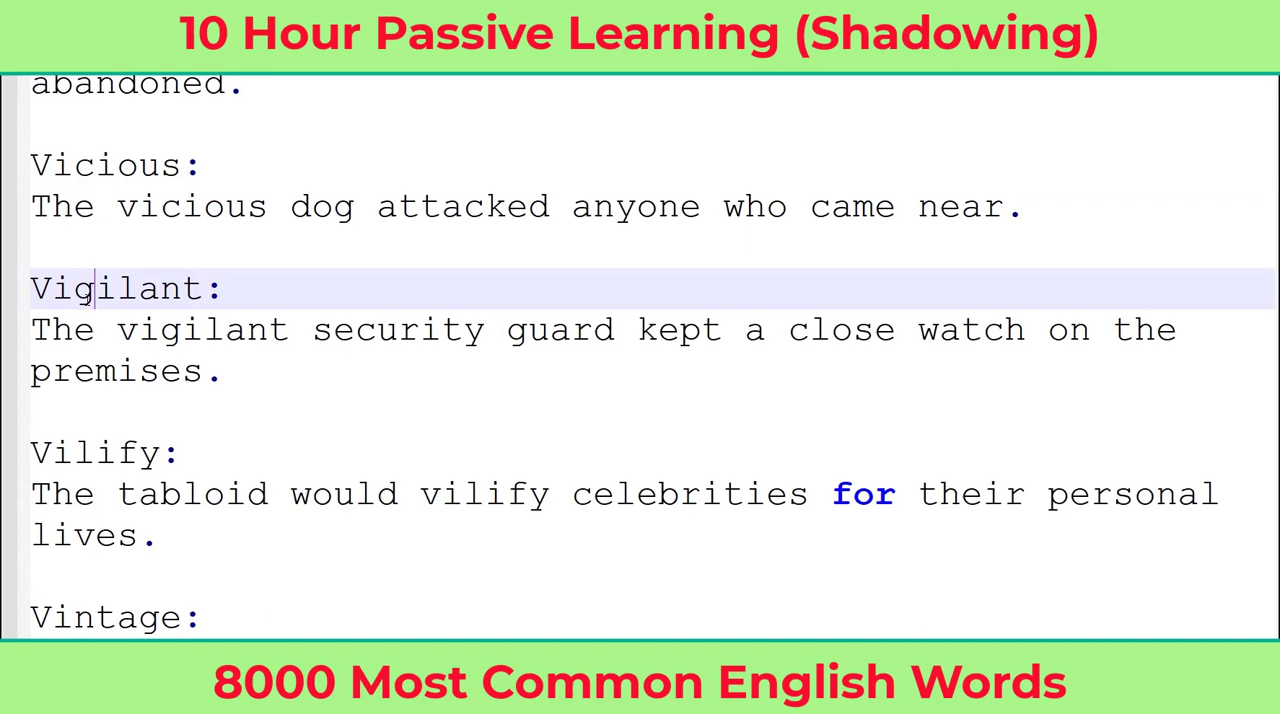 10 Hour Passive Learning (Shadowing)
abandoned.
Vicious:
The vicious dog attacked anyone who came near.
Vigilant:
The vigilant security guard kept a close watch on the
premises.
Vilify:
The tabloid would vilify celebrities for their personal
lives.
Vintage:
8000 Most Common English Words